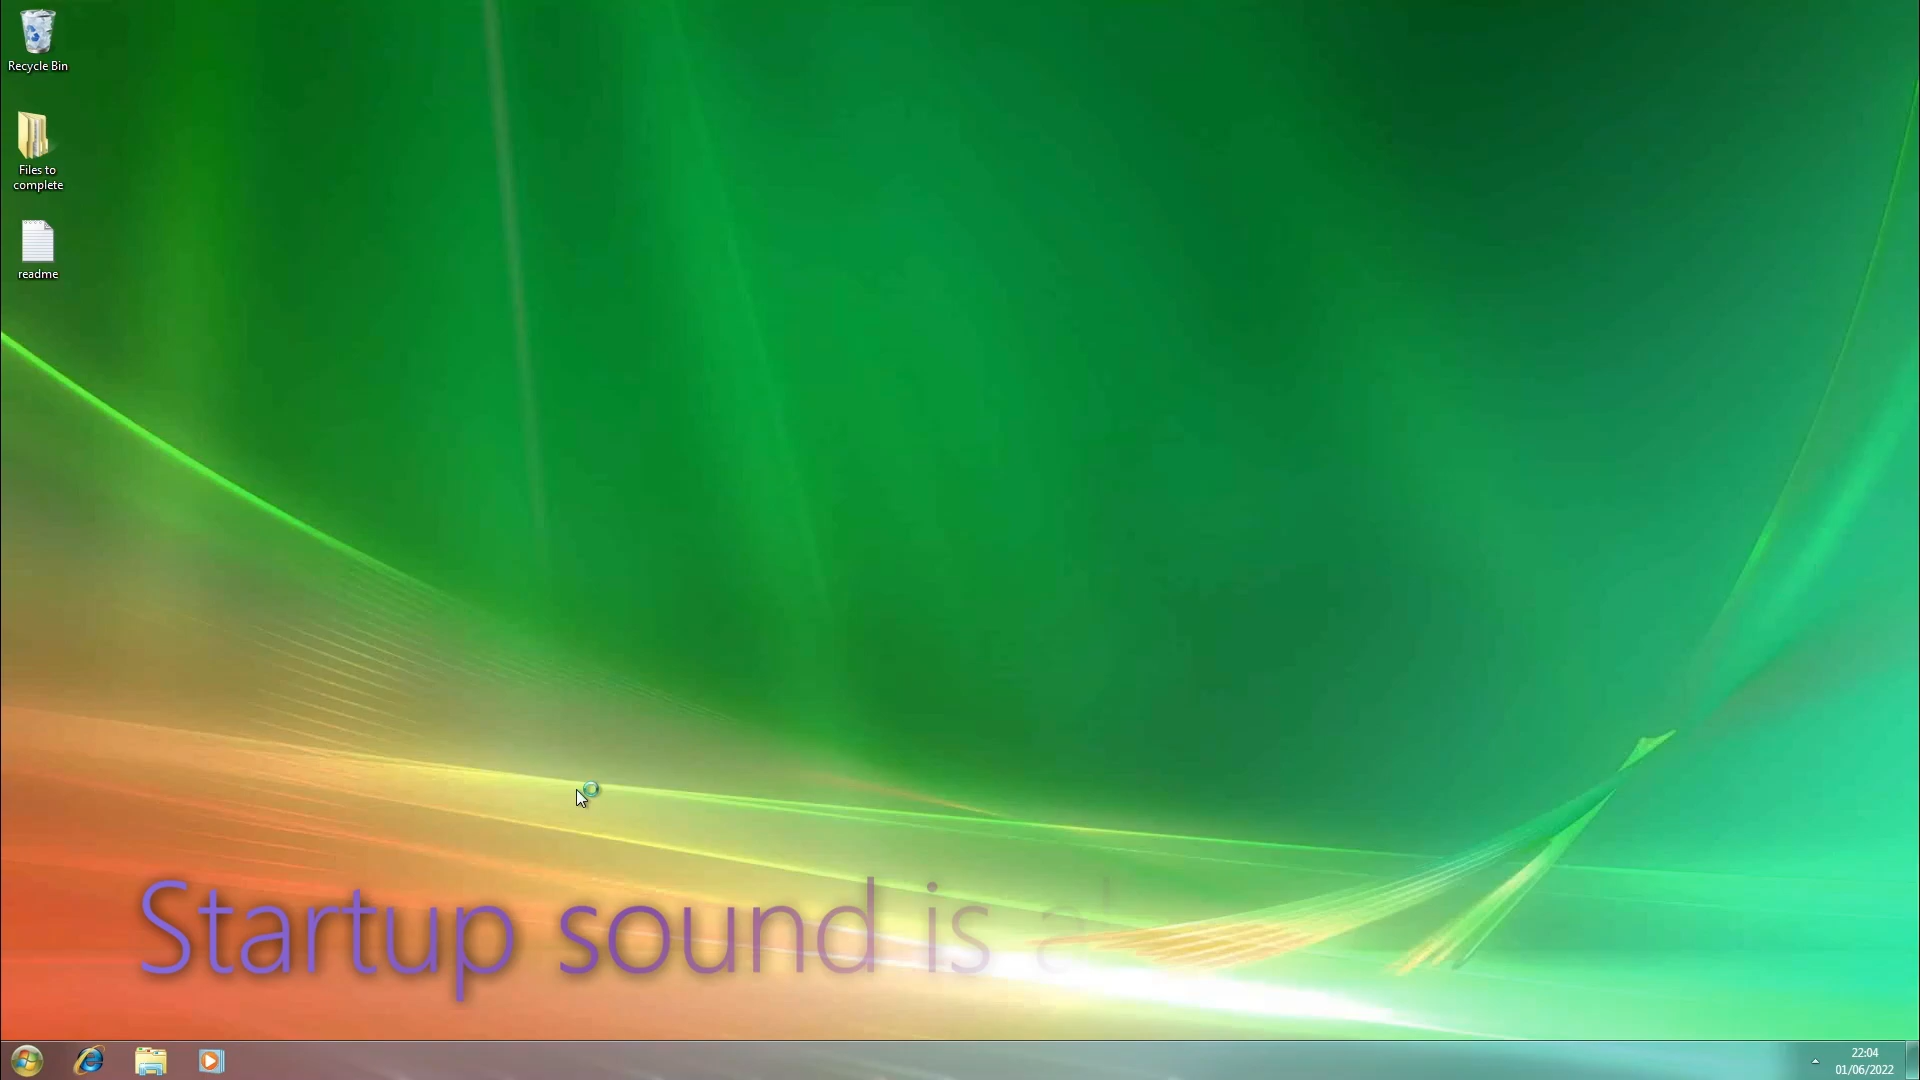 Recycle Bin
Files to
complete
readme
Startup sound is
22:04
01/06/2022